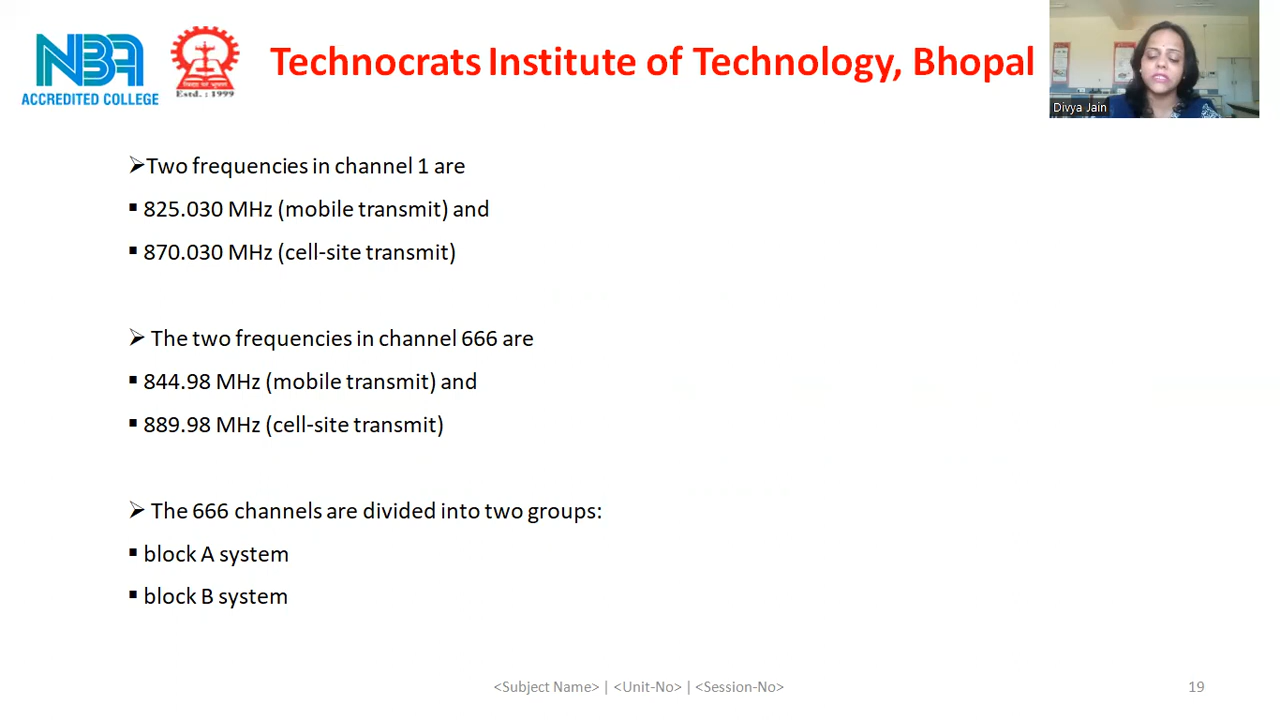 NBA
ACCREDITED COLLEGE
Estd. : 1999
Technocrats Institute of Technology, Bhopal
Divya Jain
➢Two frequencies in channel 1 are
▪ 825.030 MHz (mobile transmit) and
▪ 870.030 MHz (cell-site transmit)
➢ The two frequencies in channel 666 are
▪ 844.98 MHz (mobile transmit) and
▪ 889.98 MHz (cell-site transmit)
➢ The 666 channels are divided into two groups:
▪ block A system
▪ block B system
<Subject Name> | <Unit-No> | <Session-No>
19